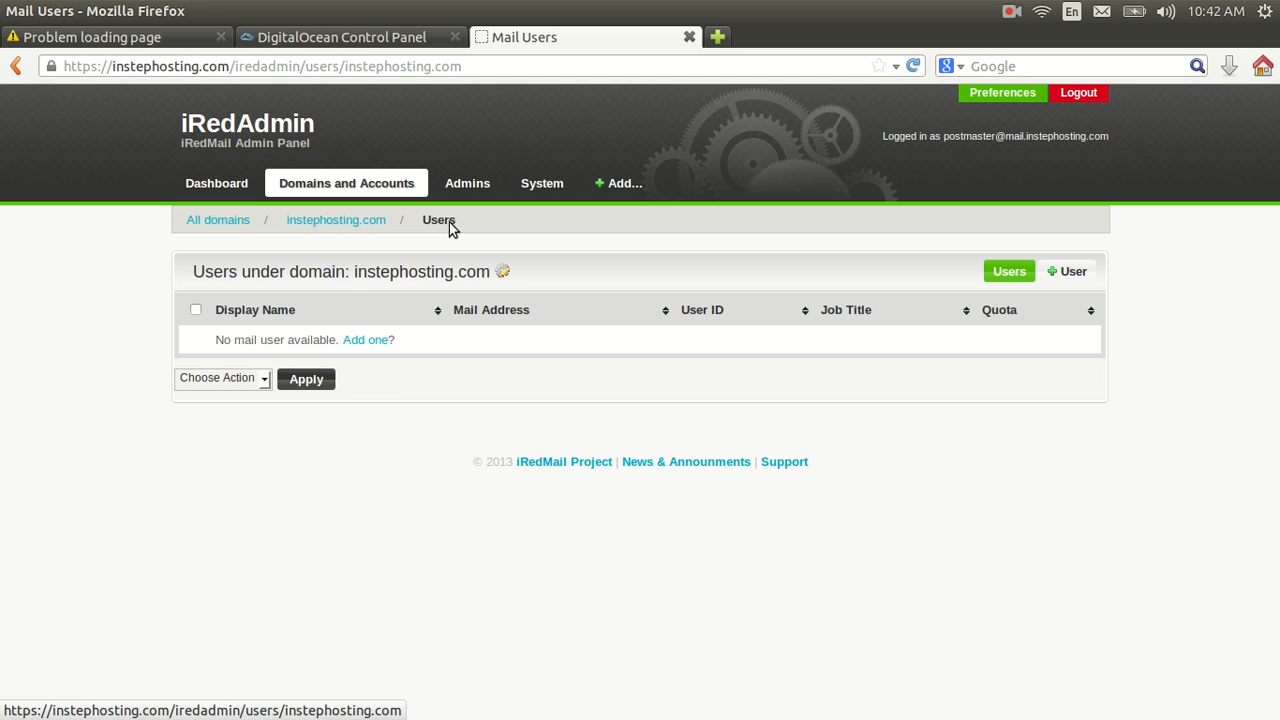 Mail Users - Mozilla Firefox
En
10:42 AM
Problem loading page
DigitalOcean Control Panel
Mail Users
https://instephosting.com/iredadmin/users/instephosting.com
Google
Preferences
Logout
iRedAdmin
iRedMail Admin Panel
Logged in as postmaster@mail.instephosting.com
Dashboard
Domains and Accounts
Admins
System
Add...
All domains / instephosting.com / Users
Users under domain: instephosting.com
Users
User
Display Name
Mail Address
User ID
Job Title
Quota
No mail user available. Add one?
Choose Action
Apply
© 2013 iRedMail Project | News & Announments | Support
https://instephosting.com/iredadmin/users/instephosting.com